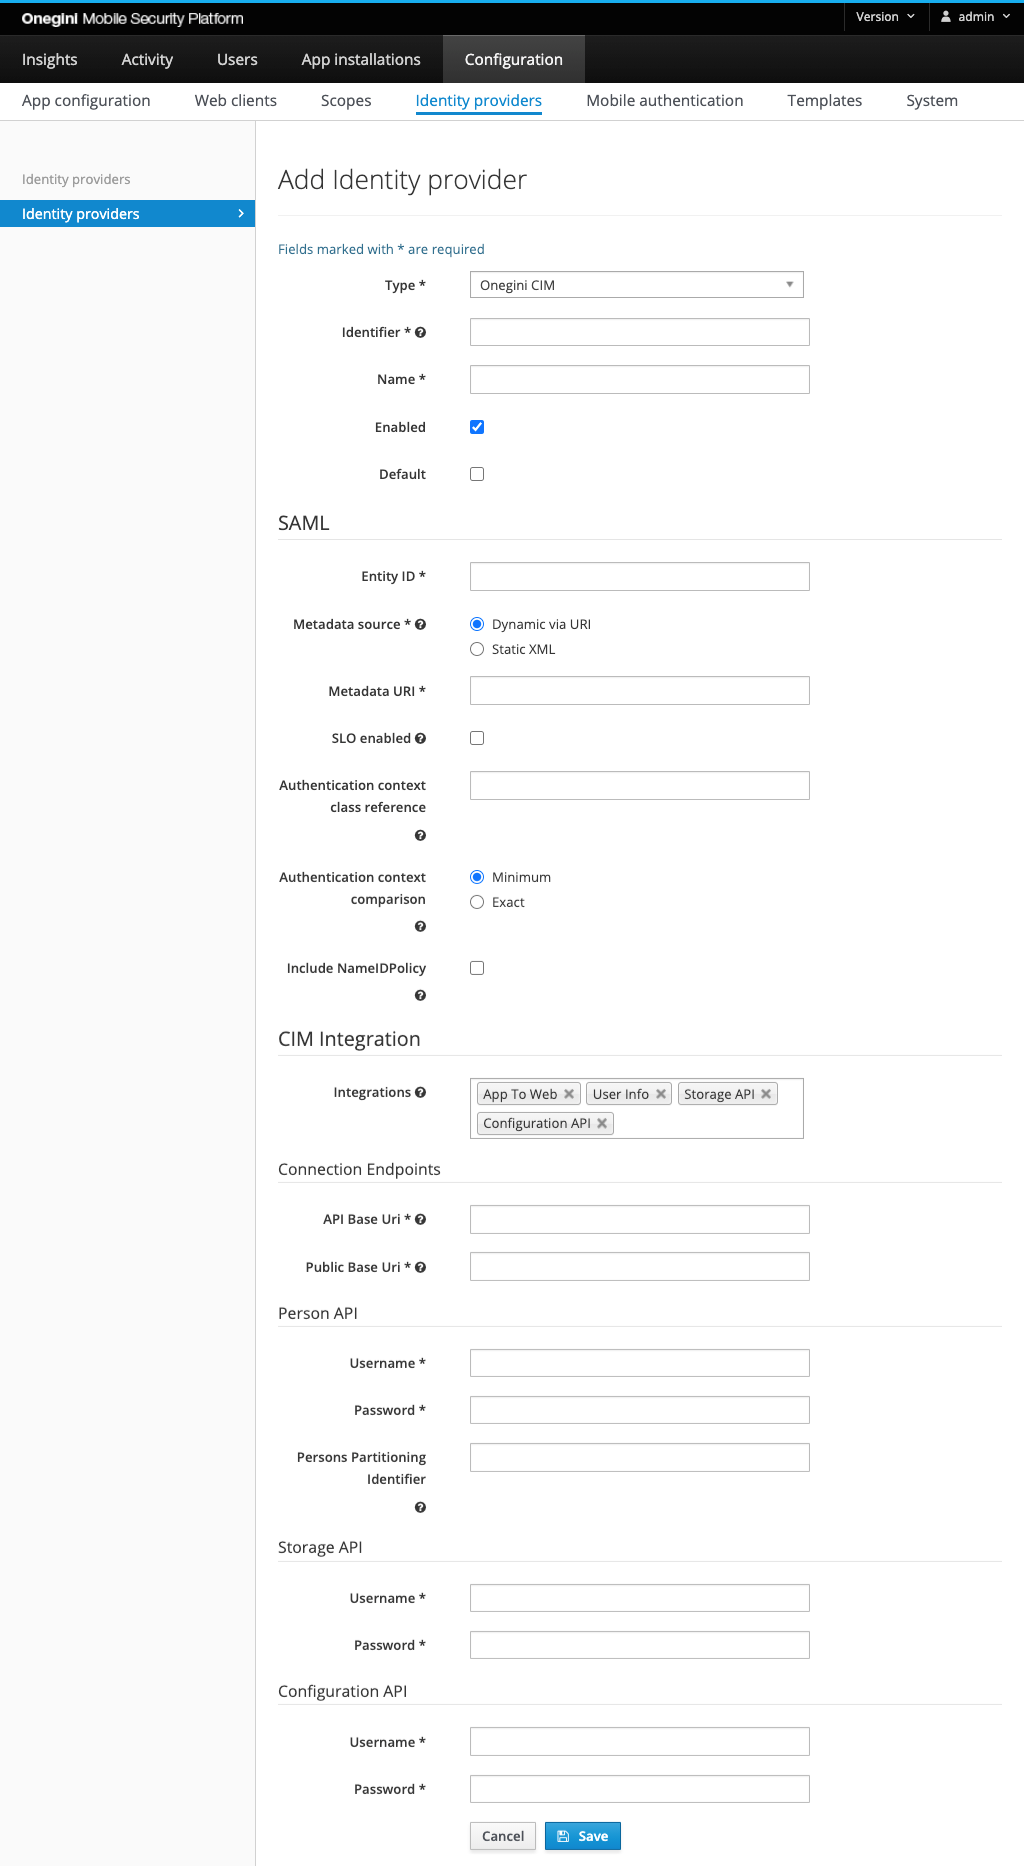 Onegini Mobile Security Platform
Version
admin
Insights Activity Users App installations Configuration
App configuration Web clients Scopes Identity providers Mobile authentication Templates System
Identity providers
Identity providers
Add Identity provider
Fields marked with * are required
Type * Onegini CIM
Identifier *
Name *
Enabled
Default
SAML
Entity ID *
Metadata source * Dynamic via URI
Static XML
Metadata URI *
SLO enabled
Authentication context
class reference
Authentication context Minimum
comparison Exact
Include NameIDPolicy
CIM Integration
Integrations App To Web User Info Storage API
Configuration API
Connection Endpoints
API Base Uri *
Public Base Uri *
Person API
Username *
Password *
Persons Partitioning
Identifier
Storage API
Username *
Password *
Configuration API
Username *
Password *
Cancel Save